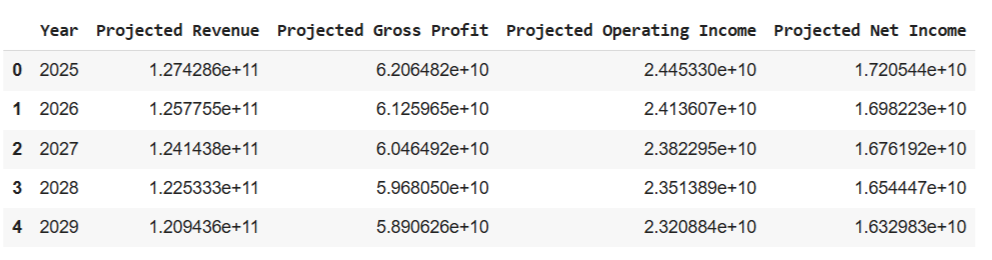 Year Projected Revenue Projected Gross Profit Projected Operating Income Projected Net Income
0 2025 1.274286e+11 6.206482e+10 2.445330e+10 1.720544e+10
1 2026 1.257755e+11 6.125965e+10 2.413607e+10 1.698223e+10
2 2027 1.241438e+11 6.046492e+10 2.382295e+10 1.676192e+10
3 2028 1.225333e+11 5.968050e+10 2.351389e+10 1.654447e+10
4 2029 1.209436e+11 5.890626e+10 2.320884e+10 1.632983e+10